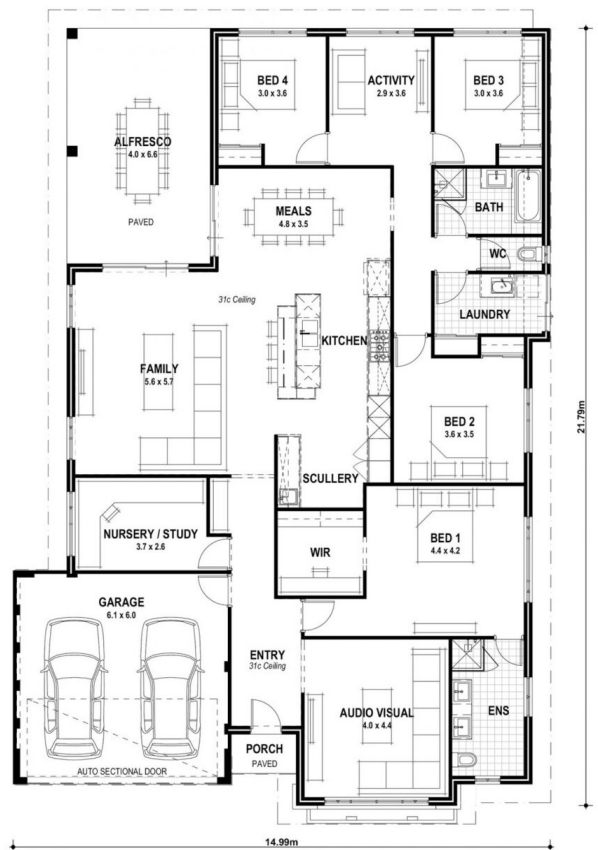 BED 4
3.0 x 3.6
ACTIVITY
2.9 x 3.6
BED 3
3.0 x 3.6
ALFRESCO
4.0 x 6.6
PAVED
MEALS
4.8 x 3.5
BATH
WC
31c Ceiling
LAUNDRY
KITCHEN
FAMILY
5.6 x 5.7
BED 2
3.6 x 3.5
21.79m
SCULLERY
NURSERY / STUDY
3.7 x 2.6
WIR
BED 1
4.4 x 4.2
GARAGE
6.1 x 6.0
ENTRY
31c Ceiling
AUDIO VISUAL
4.0 x 4.4
ENS
PORCH
PAVED
AUTO SECTIONAL DOOR
14.99m